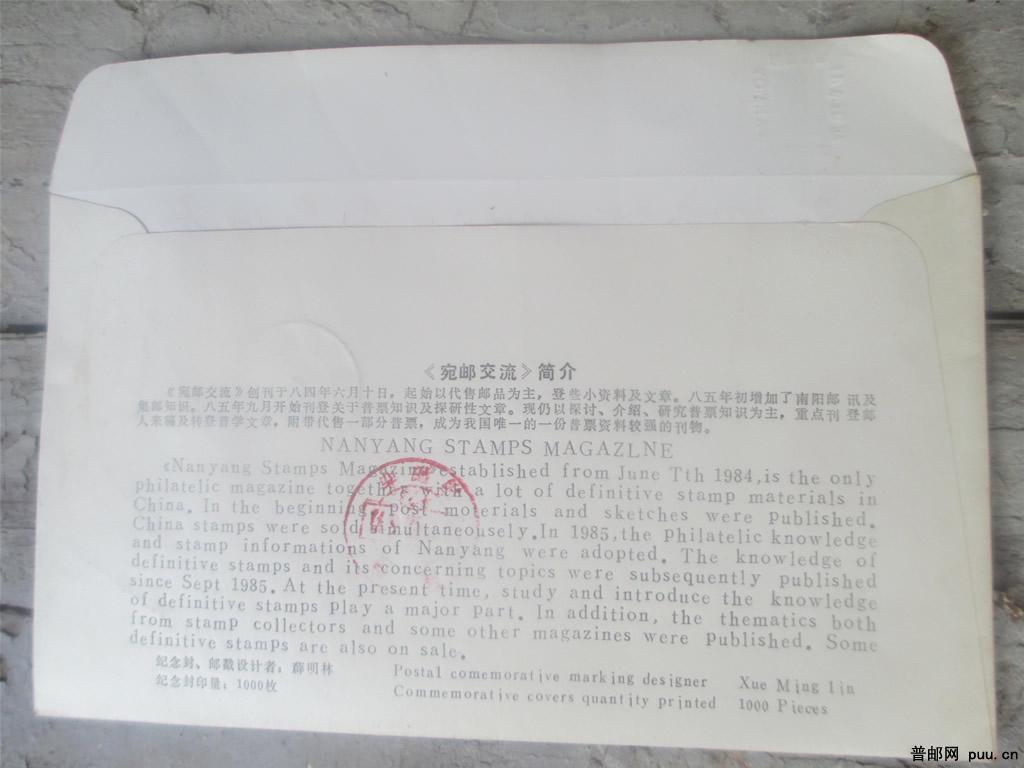 《宛邮交流》简介
《宛邮交流》创刊于八四年六月十日,起始以代售邮品为主,登些小资料及文章。八五年初增加了南阳邮 讯及
集邮知识。八五年九月开始刊登关于普票知识及探研性文章。现仍以探讨、介绍、研究普票知识为主,重点刊 登邮
人来稿及转登普学文章,附带代售一部分普票,成为我国唯一的一份普票资料较强的刊物。
NANYANG STAMPS MAGAZLNE
《Nanyang Stamps Magazine established from June Tth 1984,is the only
philatelic magazine together with a lot of definitive stamp materials in
China. In the beginning, post materials and sketches were Published.
China stamps were sold simultaneousely. In 1985, the Philatelic knowledge
and stamp informations of Nanyang were adopted. The knowledge of
definitive stamps and its concerning topics were subsequently published
since Sept 1985. At the present time, study and introduce the knowledge
of definitive stamps play a major part. In addition, the thematics both
from stamp collectors and some other magazines were Published. Some
definitive stamps are also on sale.
纪念封、邮戳设计者:薛明林 Postal comemorative marking designer Xue Ming lin
纪念封印量:1000枚 Commemorative covers quantity printed 1000 Pieces
普邮网 puu.cn